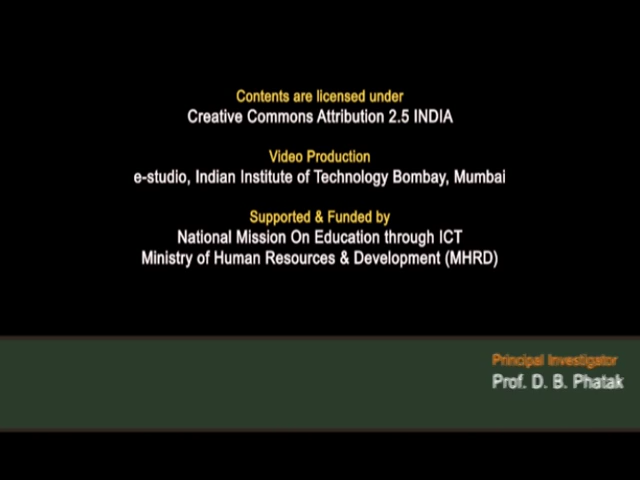 Contents are licensed under
Creative Commons Attribution 2.5 INDIA
Video Production
e-studio, Indian Institute of Technology Bombay, Mumbai
Supported & Funded by
National Mission On Education through ICT
Ministry of Human Resources & Development (MHRD)
Principal Investigator
Prof. D. B. Phatak